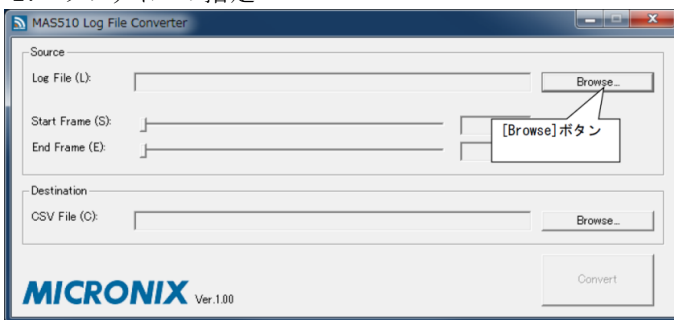 MAS510 Log File Converter
Source
Log File (L):
Browse...
Start Frame (S):
[Browse]ボタン
End Frame (E):
Destination
CSV File (C):
Browse...
Convert
MICRONIX Ver.1.00